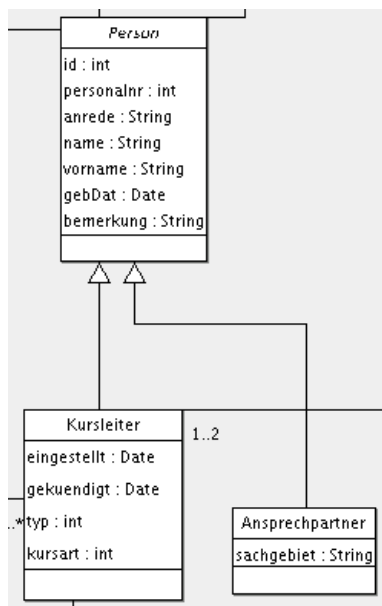 Person
id : int
personalnr : int
anrede : String
name : String
vorname : String
gebDat : Date
bemerkung : String
Kursleiter
1..2
eingestellt : Date
gekuendigt : Date
..*
typ : int
kursart : int
Ansprechpartner
sachgebiet : String